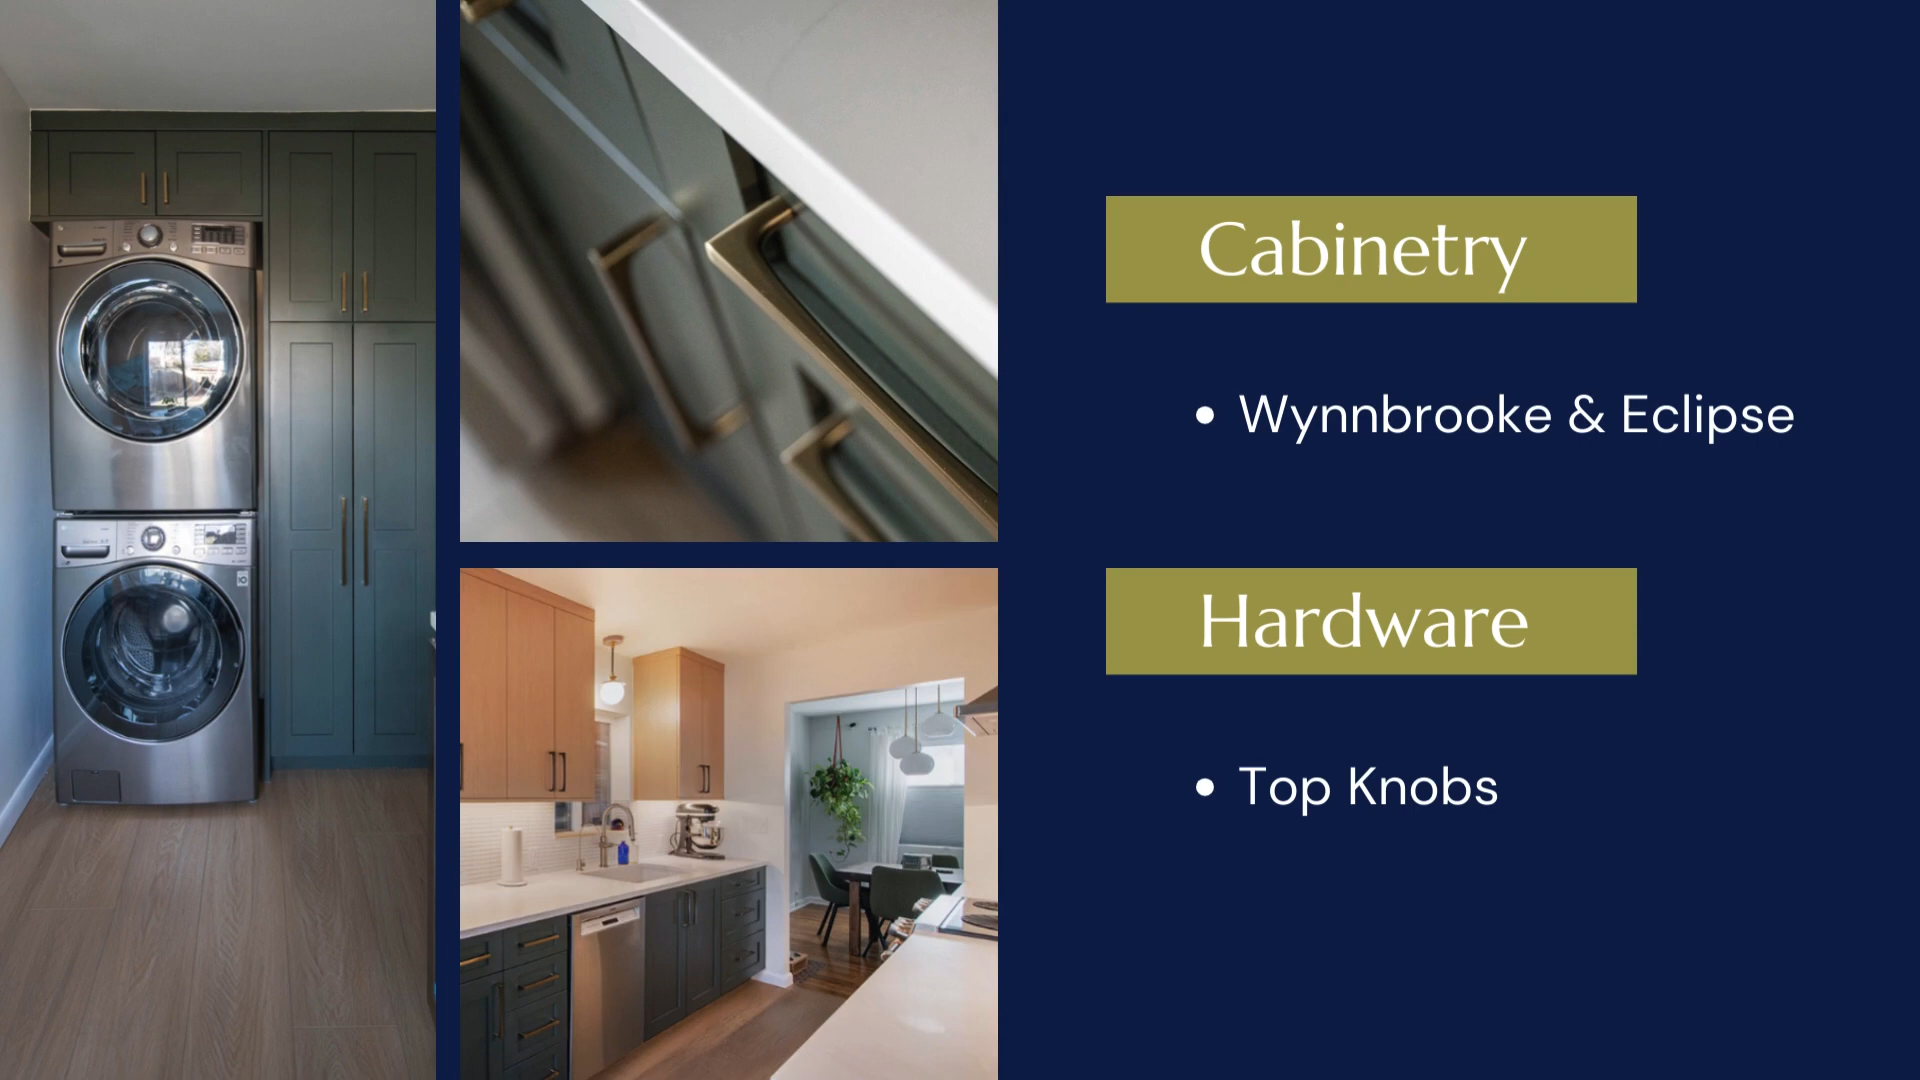 Cabinetry
• Wynnbrooke & Eclipse
Hardware
• Top Knobs